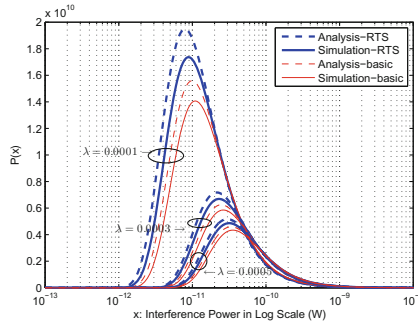 x 10^10
2
1.8
1.6
1.4
1.2
1
0.8
0.6
0.4
0.2
0
P(x)
Analysis-RTS
Simulation-RTS
Analysis-basic
Simulation-basic
λ = 0.0001→
λ = 0.0003→
←λ = 0.0005
10^-13 10^-12 10^-11 10^-10 10^-9 10
x: Interference Power in Log Scale (W)